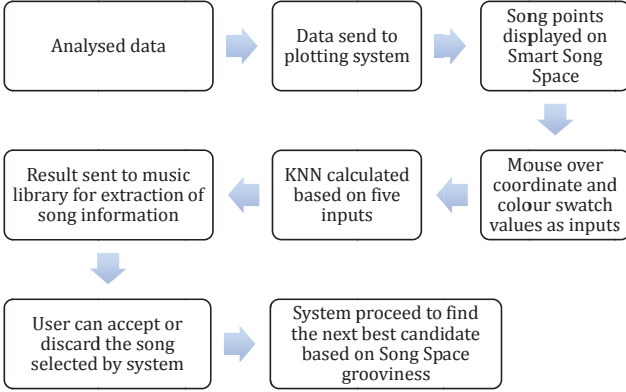 Analysed data
Data send to
plotting system
Song points
displayed on
Smart Song
Space
Mouse over
coordinate and
colour swatch
values as inputs
KNN calculated
based on five
inputs
Result sent to music
library for extraction of
song information
User can accept or
discard the song
selected by system
System proceed to find
the next best candidate
based on Song Space
grooviness